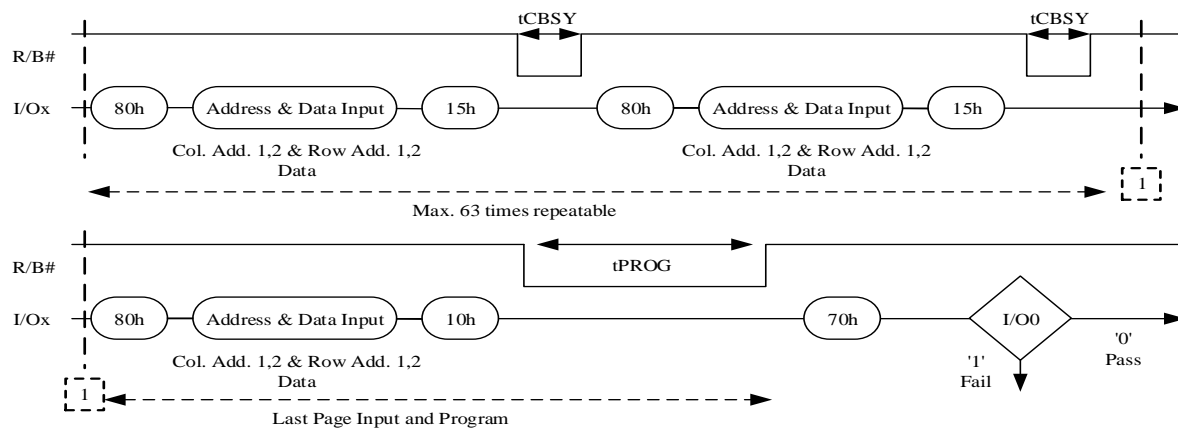 tCBSY tCBSY
R/B#
I/Ox 80h Address & Data Input 15h 80h Address & Data Input 15h
Col. Add. 1,2 & Row Add. 1,2 Col. Add. 1,2 & Row Add. 1,2
Data Data
1
Max. 63 times repeatable
R/B#
tPROG
I/Ox 80h Address & Data Input 10h 70h I/O0
Col. Add. 1,2 & Row Add. 1,2 '1' '0'
Data Fail Pass
1
Last Page Input and Program